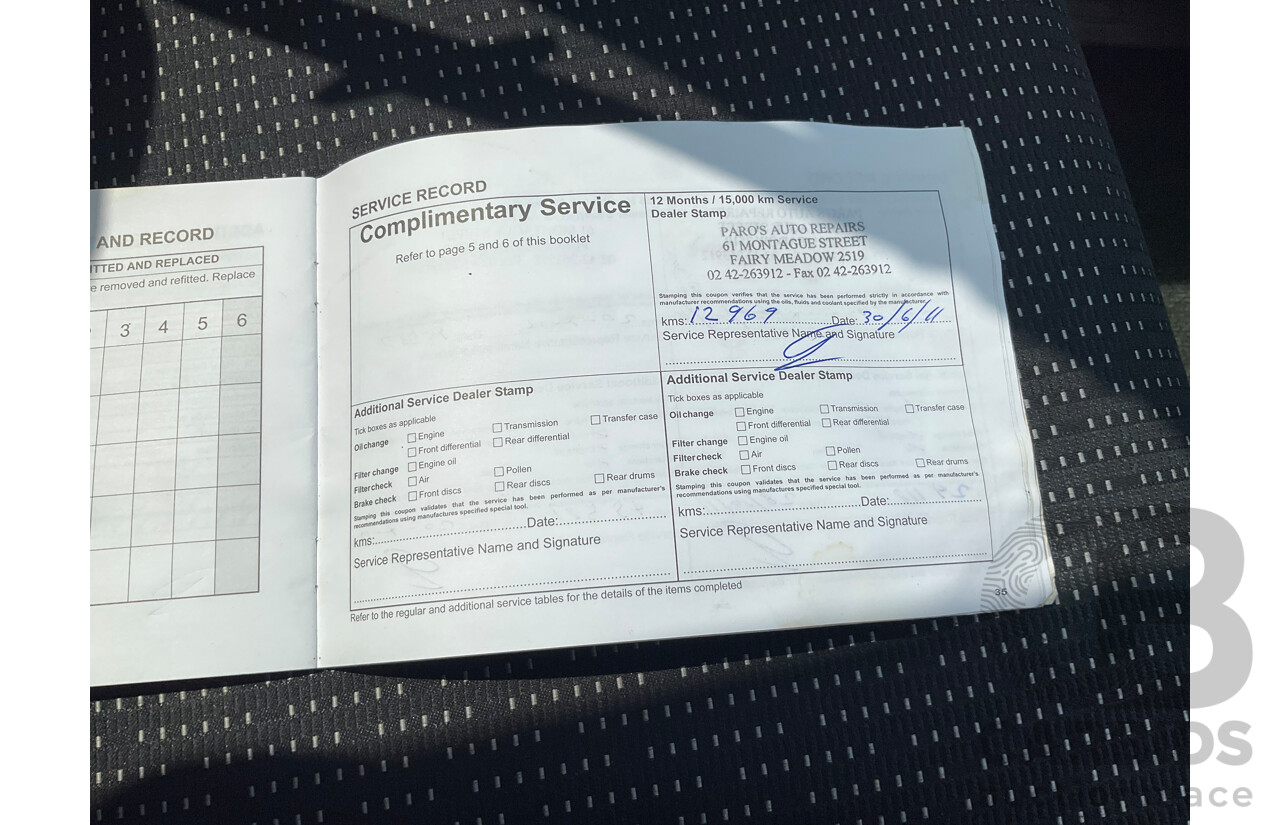 AND RECORD
ITTED AND REPLACED
e removed and refitted. Replace
3 4 5 6
SERVICE RECORD
Complimentary Service
Refer to page 5 and 6 of this booklet
12 Months / 15,000 km Service
Dealer Stamp
PARO'S AUTO REPAIRS
61 MONTAGUE STREET
FAIRY MEADOW 2519
02 42-263912 - Fax 02 42-263912
Stamping this coupon verifies that the service has been performed strictly in accordance with
manufacturer recommendations using the oils, fluids and coolant specified by the manufacturer.
kms: 12969 Date: 30/6/11
Service Representative Name and Signature
Additional Service Dealer Stamp
Tick boxes as applicable
Oil change Engine Transmission Transfer case
Front differential Rear differential
Filter change Engine oil
Filter check Air Pollen
Brake check Front discs Rear discs Rear drums
Stamping this coupon validates that the service has been performed as per manufacturer's
recommendations using manufactures specified special tool.
kms: Date:
Service Representative Name and Signature
Additional Service Dealer Stamp
Tick boxes as applicable
Oil change Engine Transmission Transfer case
Front differential Rear differential
Filter change Engine oil
Filter check Air Pollen
Brake check Front discs Rear discs Rear drums
Stamping this coupon validates that the service has been performed as per manufacturer's
recommendations using manufactures specified special tool.
kms: Date:
Service Representative Name and Signature
Refer to the regular and additional service tables for the details of the items completed
35